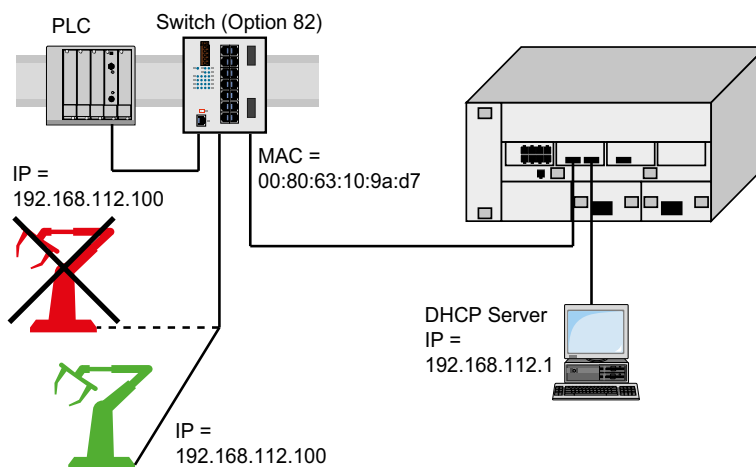 PLC
Switch (Option 82)
MAC =
00:80:63:10:9a:d7
IP =
192.168.112.100
DHCP Server
IP =
192.168.112.1
IP =
192.168.112.100